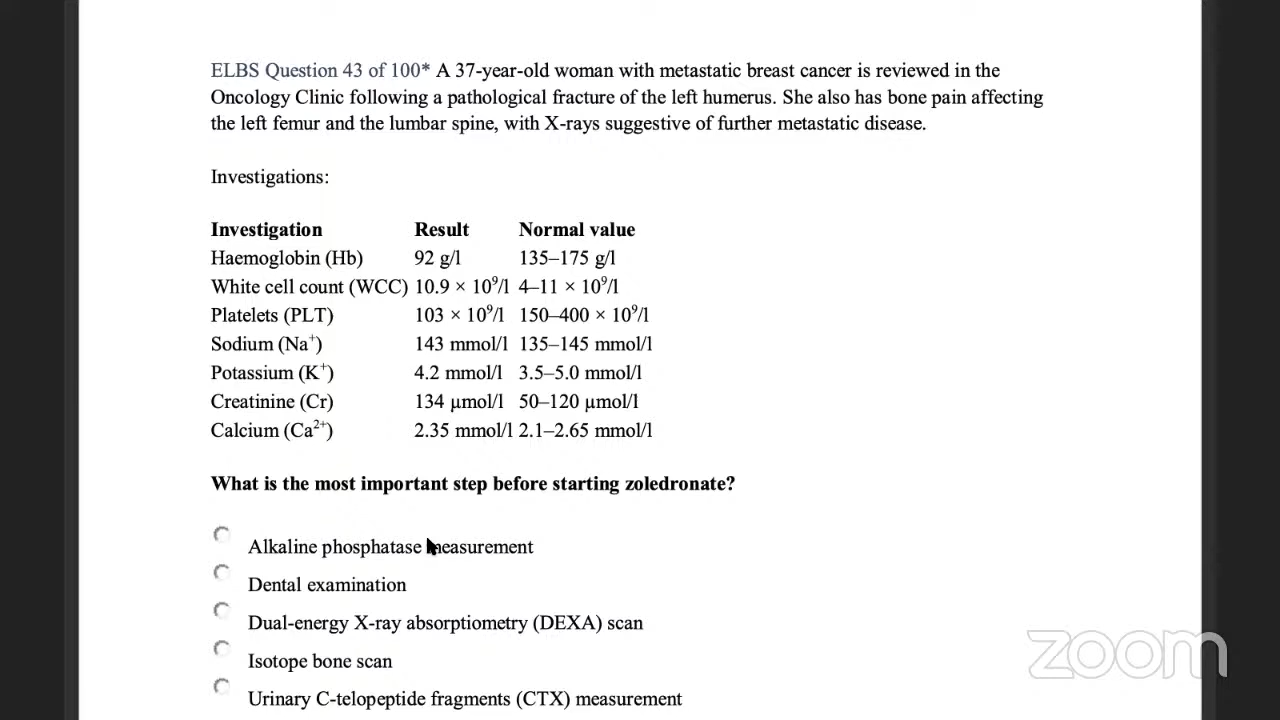 ELBS Question 43 of 100* A 37-year-old woman with metastatic breast cancer is reviewed in the
Oncology Clinic following a pathological fracture of the left humerus. She also has bone pain affecting
the left femur and the lumbar spine, with X-rays suggestive of further metastatic disease.
Investigations:
Investigation Result Normal value
Haemoglobin (Hb) 92 g/l 135–175 g/l
White cell count (WCC) 10.9 × 10⁹/l 4–11 × 10⁹/l
Platelets (PLT) 103 × 10⁹/l 150–400 × 10⁹/l
Sodium (Na⁺) 143 mmol/l 135–145 mmol/l
Potassium (K⁺) 4.2 mmol/l 3.5–5.0 mmol/l
Creatinine (Cr) 134 µmol/l 50–120 µmol/l
Calcium (Ca²⁺) 2.35 mmol/l 2.1–2.65 mmol/l
What is the most important step before starting zoledronate?
Alkaline phosphatase measurement
Dental examination
Dual-energy X-ray absorptiometry (DEXA) scan
Isotope bone scan
Urinary C-telopeptide fragments (CTX) measurement
zoom